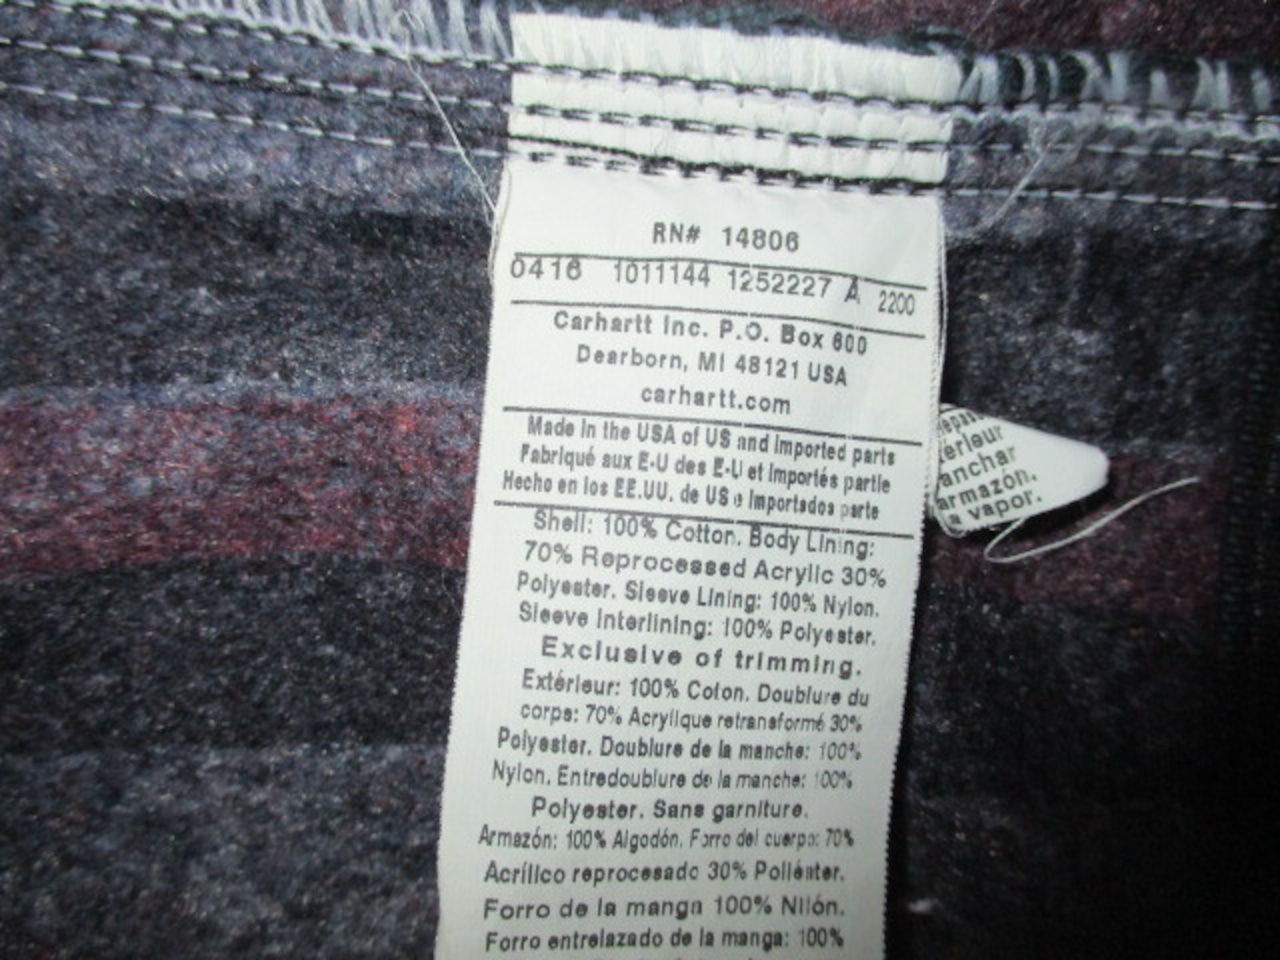 RN# 14806
0416 1011144 1252227 A 2200
Carhartt Inc. P.O. Box 600
Dearborn, MI 48121 USA
carhartt.com
Made in the USA of US and imported parts
Fabriqué aux E-U des E-U et importés partie
Hecho en los EE.UU. de US e Importados parte
Shell: 100% Cotton. Body Lining:
70% Reprocessed Acrylic 30%
Polyester. Sleeve Lining: 100% Nylon.
Sleeve Interlining: 100% Polyester.
Exclusive of trimming.
Extérieur: 100% Coton. Doublure du
corps: 70% Acrylique retransformé 30%
Polyester. Doublure de la manche: 100%
Nylon. Entredoublure de la manche: 100%
Polyester. Sans garniture.
Armazón: 100% Algodón. Forro del cuerpo: 70%
Acrílico reprocesado 30% Poliéster.
Forro de la manga 100% Nilón.
Forro entrelazado de la manga: 100%
armazón.
vapor.